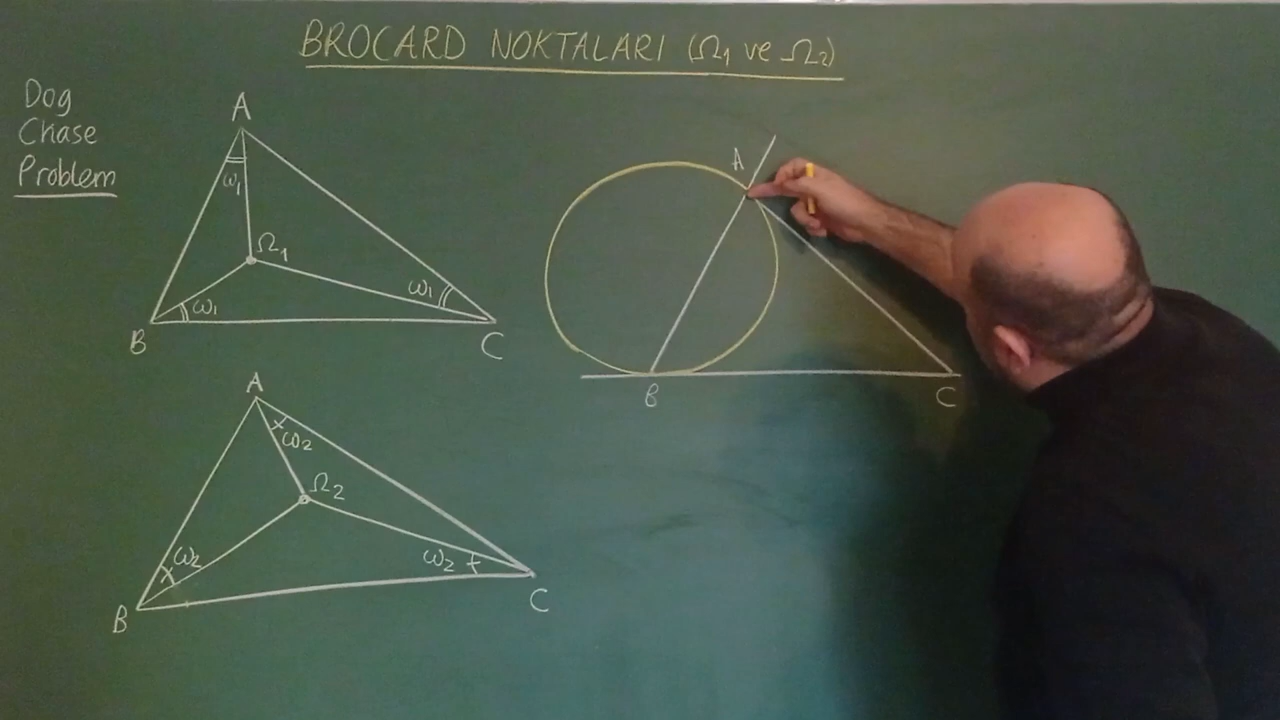 BROCARD NOKTALARI (Ω₁ ve Ω₂)
Dog
Chase
Problem
A
ω₁
Ω₁
ω₁
ω₁
B
C
A
B
C
A
ω₂
Ω₂
ω₂
ω₂
B
C